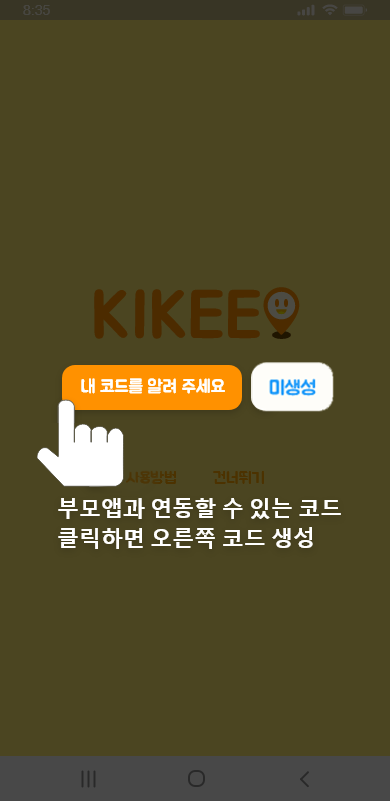 8:35
KIKEE
내 코드를 알려 주세요
미생성
사용방법
건너뛰기
부모앱과 연동할 수 있는 코드
클릭하면 오른쪽 코드 생성